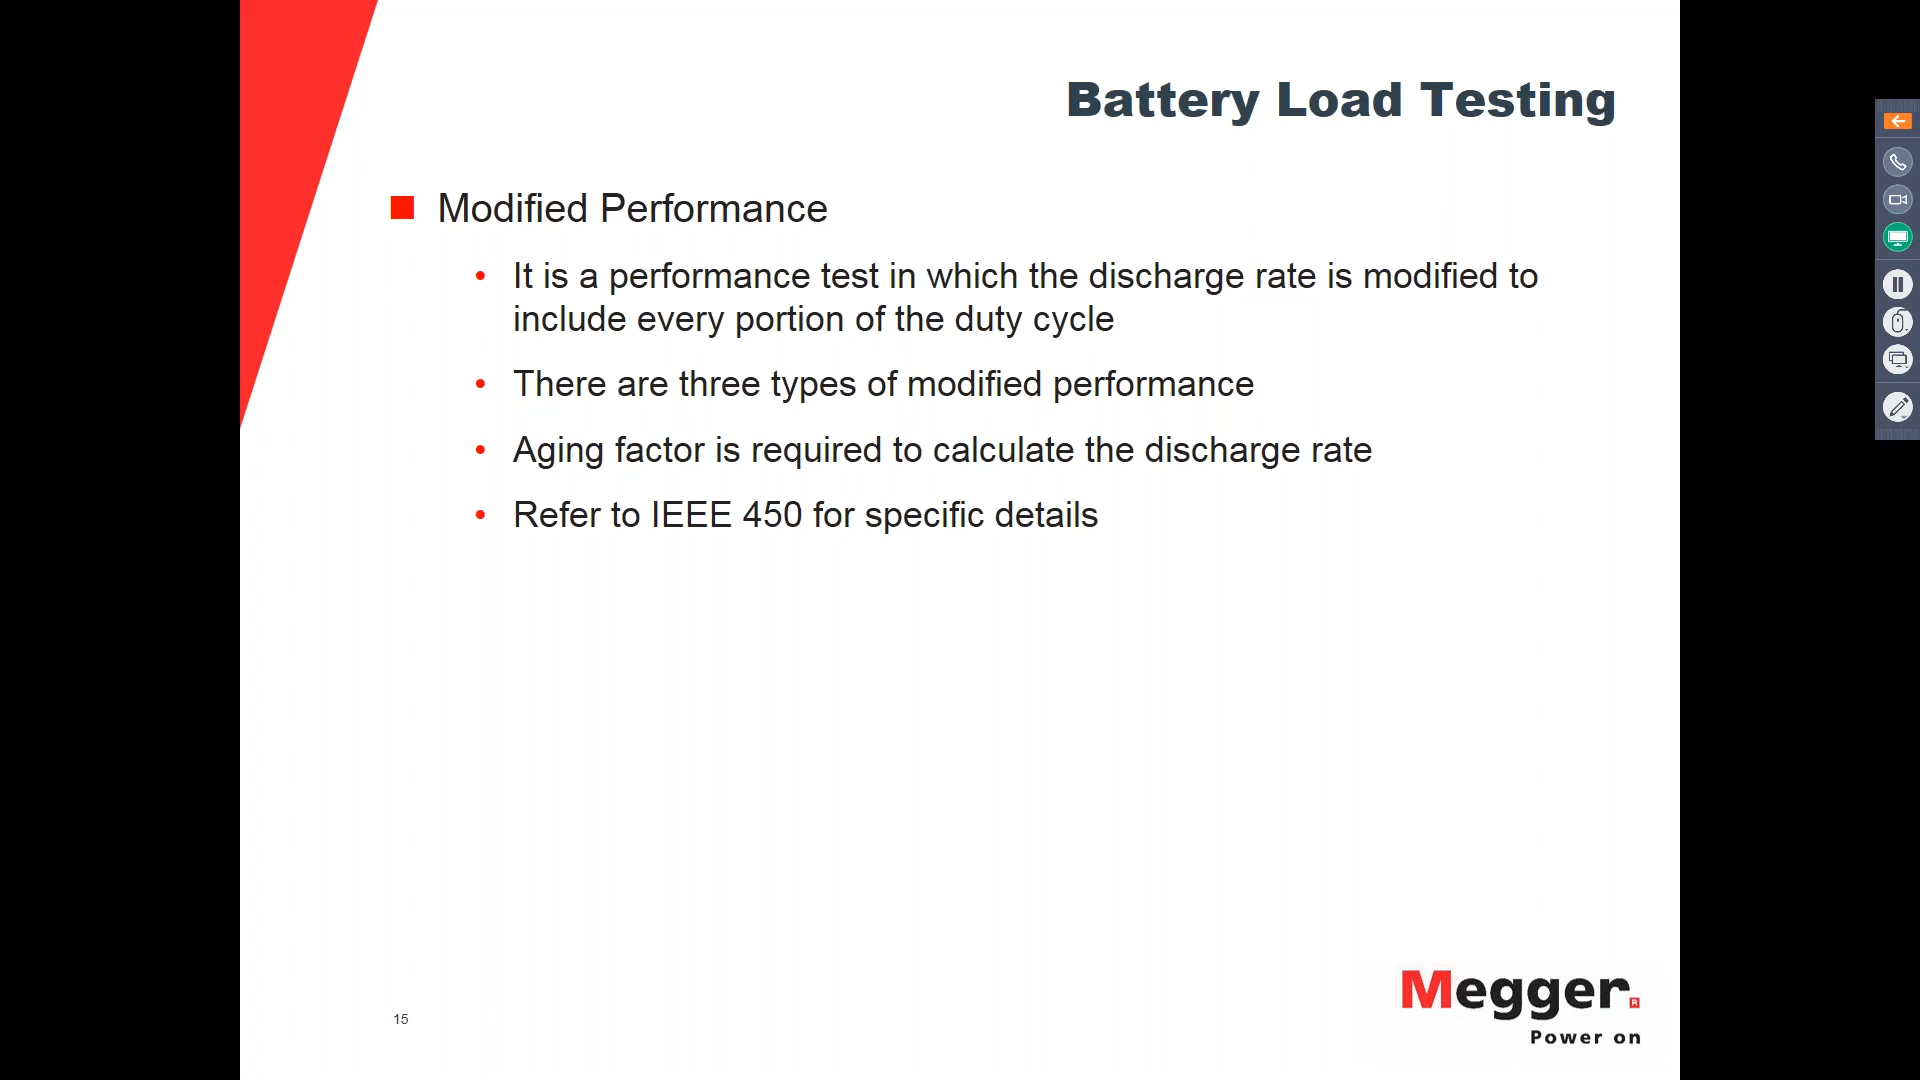 Battery Load Testing
Modified Performance
• It is a performance test in which the discharge rate is modified to
include every portion of the duty cycle
• There are three types of modified performance
• Aging factor is required to calculate the discharge rate
• Refer to IEEE 450 for specific details
Megger®
Power on
15